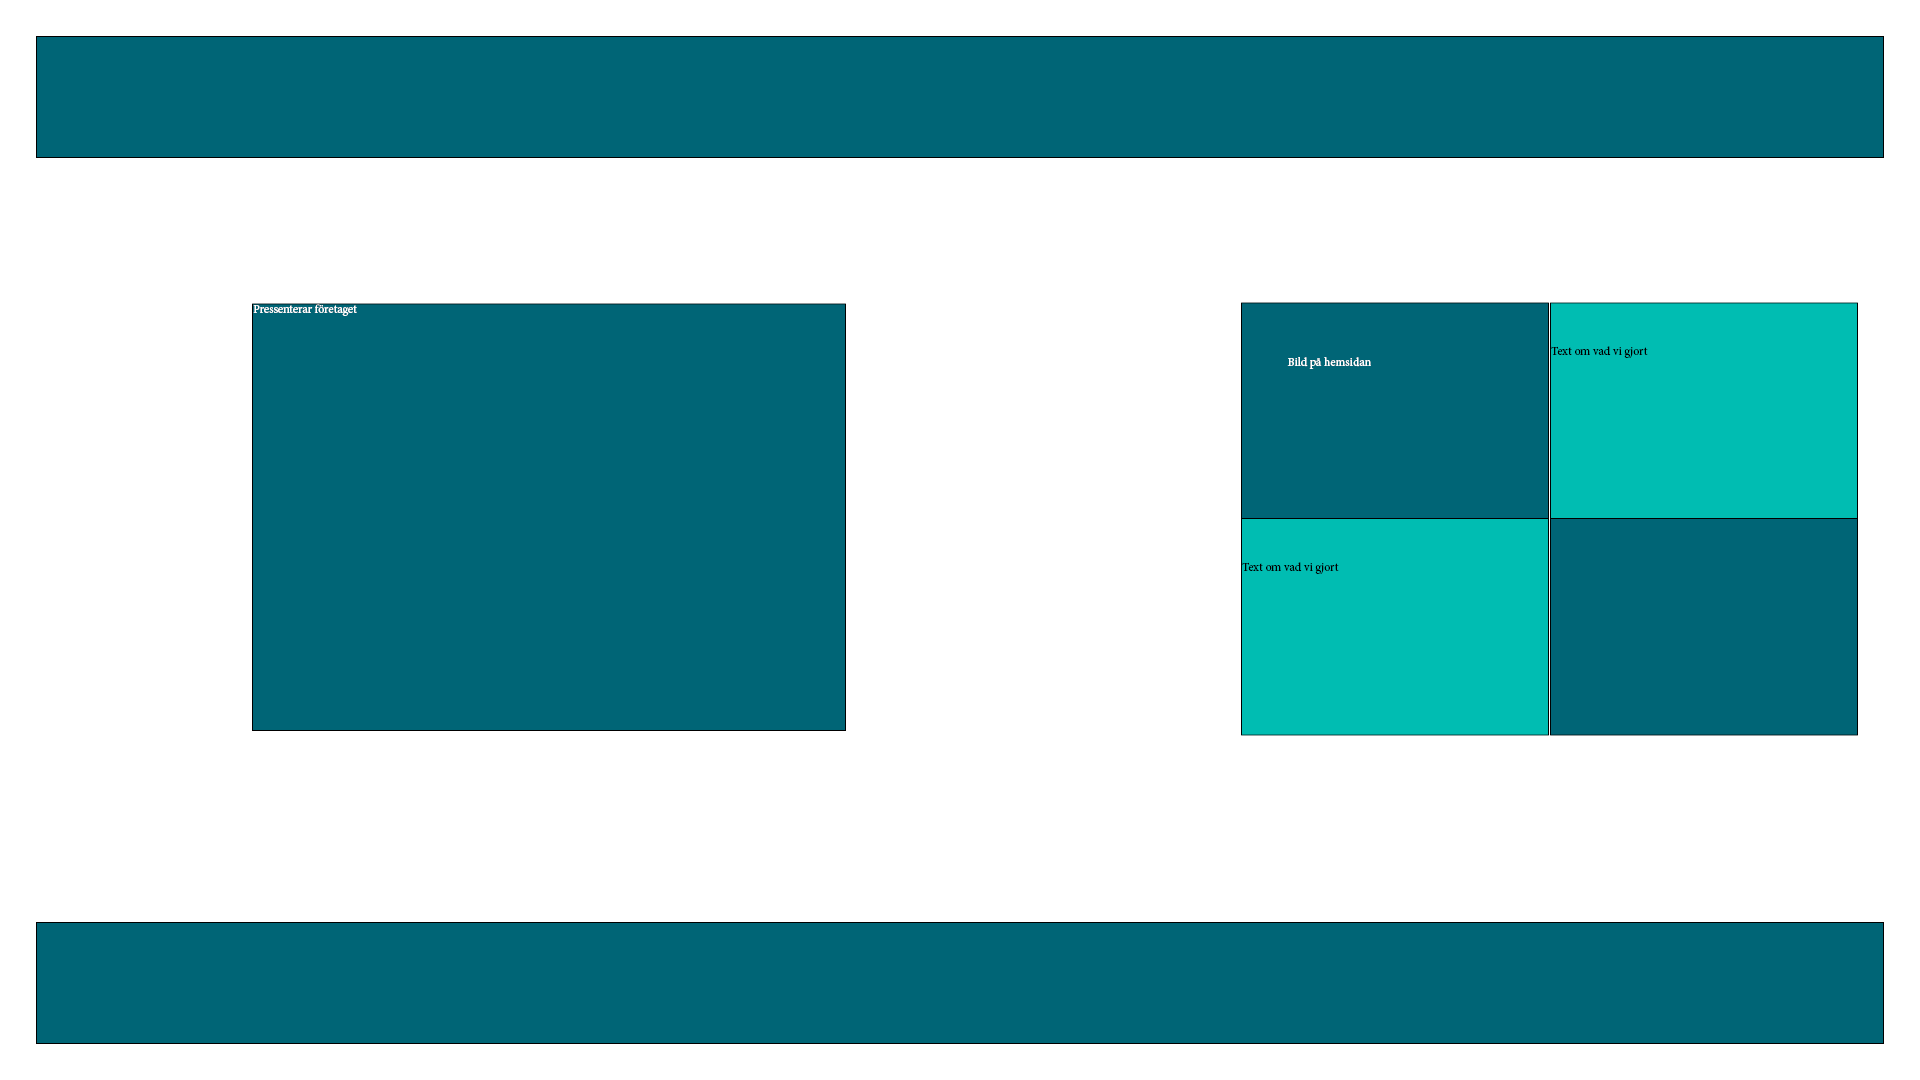 Pressenterar företaget
Bild på hemsidan
Text om vad vi gjort
Text om vad vi gjort